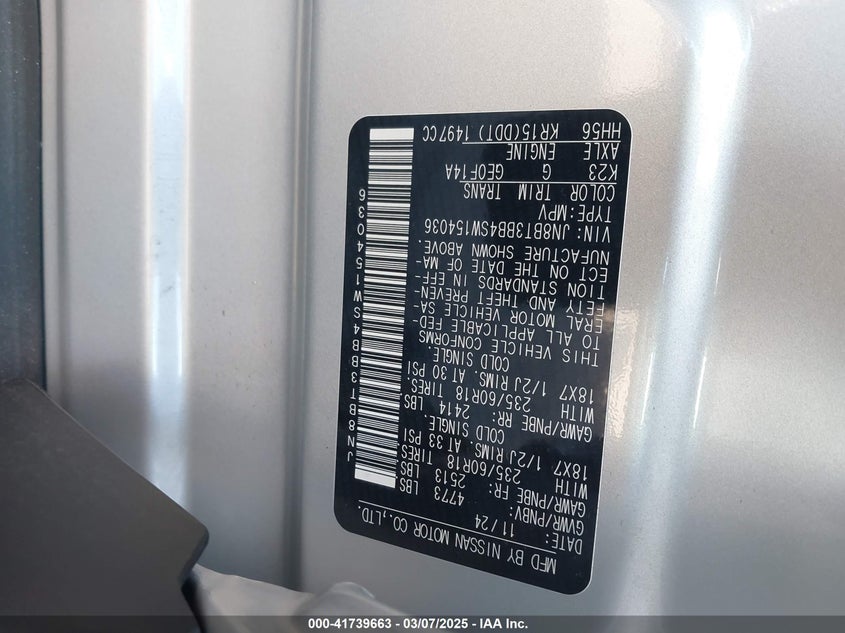 MFD BY NISSAN MOTOR CO.,LTD.
DATE: 11/24
GVWR/PNBV: 4773 LBS
GAWR/PNBE FR: 2513 LBS
WITH 235/60R18 TIRES
18X7 1/2J RIMS. AT 33 PSI
COLD SINGLE.
GAWR/PNBE RR: 2414 LBS
WITH 235/60R18 TIRES.
18X7 1/2J RIMS. AT 30 PSI
COLD SINGLE
THIS VEHICLE CONFORMS
TO ALL APPLICABLE FED-
ERAL MOTOR VEHICLE SA-
FETY AND THEFT PREVEN-
TION STANDARDS IN EFF-
ECT ON THE DATE OF MA-
NUFACTURE SHOWN ABOVE.
VIN: JN8BT3BB4SW154036
TYPE:MPV
COLOR TRIM TRANS
K23 G GEOF14A
AXLE ENGINE
HH56 KR15(DDT) 1497CC
JN8BT3BB4SW154036
000-41739663 - 03/07/2025 - IAA Inc.